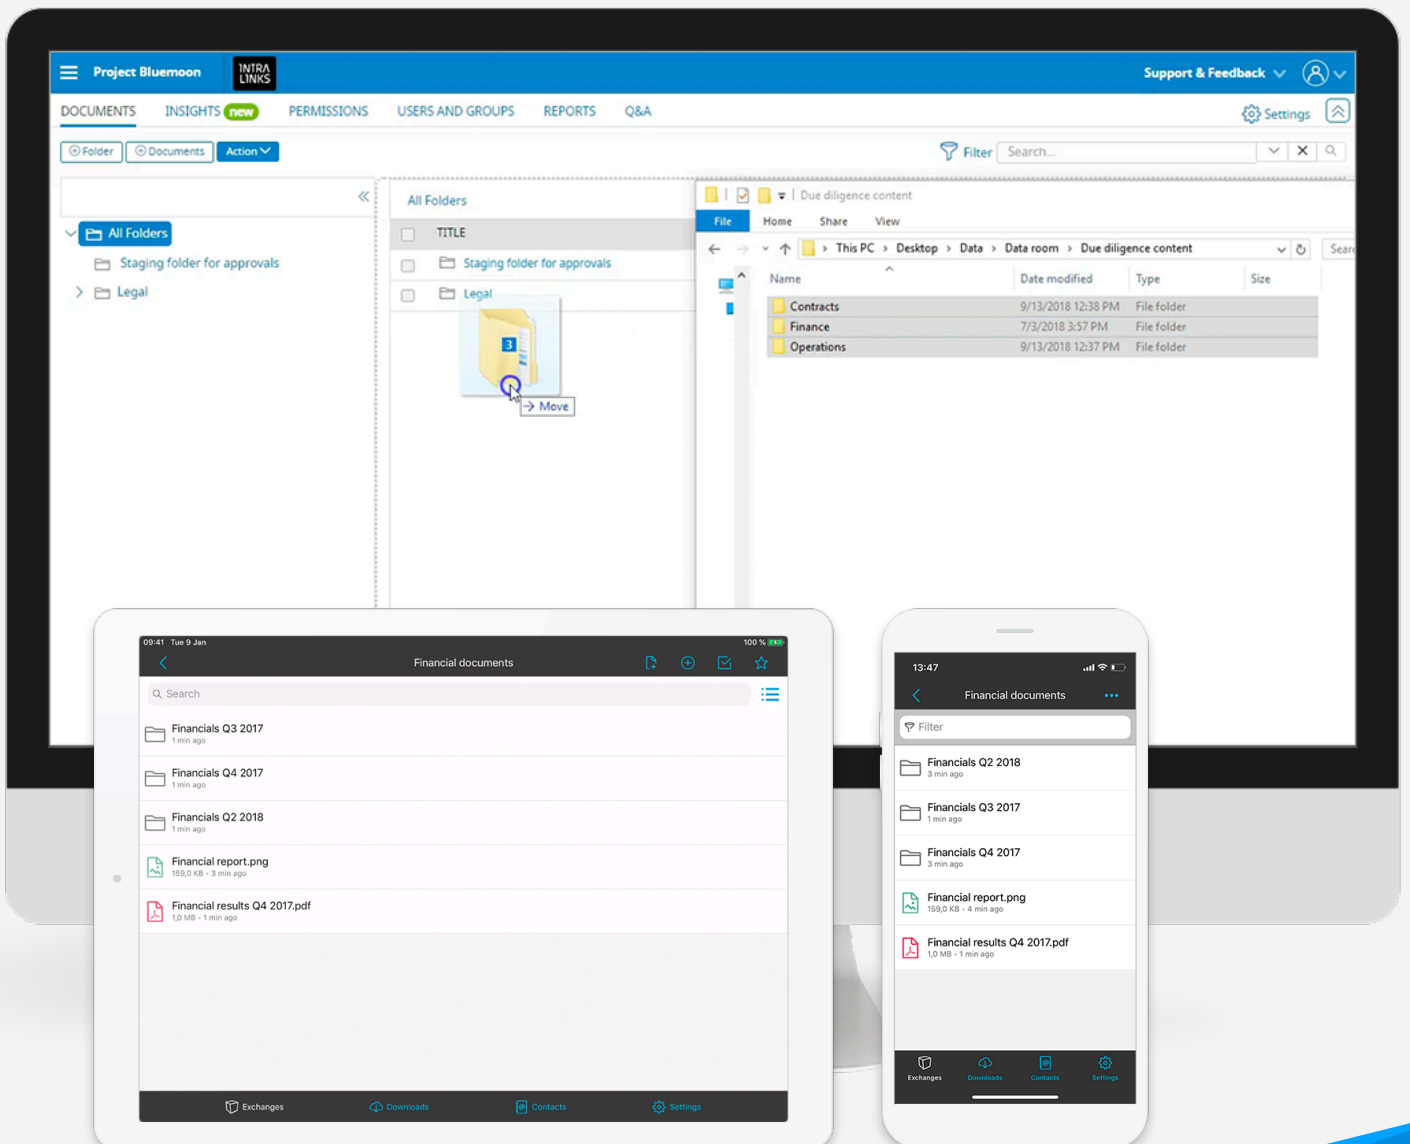 Project Bluemoon
INTRA
LINKS
Support & Feedback
DOCUMENTS INSIGHTS new PERMISSIONS USERS AND GROUPS REPORTS Q&A
Settings
Folder Documents Action
Filter Search...
All Folders
Staging folder for approvals
Legal
All Folders
TITLE
Staging folder for approvals
Legal
3
Move
Due diligence content
File Home Share View
This PC > Desktop > Data > Data room > Due diligence content
Sear
Name Date modified Type Size
Contracts 9/13/2018 12:38 PM File folder
Finance 7/3/2018 3:57 PM File folder
Operations 9/13/2018 12:37 PM File folder
09:41 Tue 9 Jan 100 %
Financial documents
Search
Financials Q3 2017
1 min ago
Financials Q4 2017
1 min ago
Financials Q2 2018
1 min ago
Financial report.png
159,0 KB - 3 min ago
Financial results Q4 2017.pdf
1,0 MB - 1 min ago
Exchanges Downloads Contacts Settings
13:47
Financial documents
Filter
Financials Q2 2018
3 min ago
Financials Q3 2017
1 min ago
Financials Q4 2017
3 min ago
Financial report.png
159,0 KB - 4 min ago
Financial results Q4 2017.pdf
1,0 MB - 1 min ago
Exchanges Downloads Contacts Settings